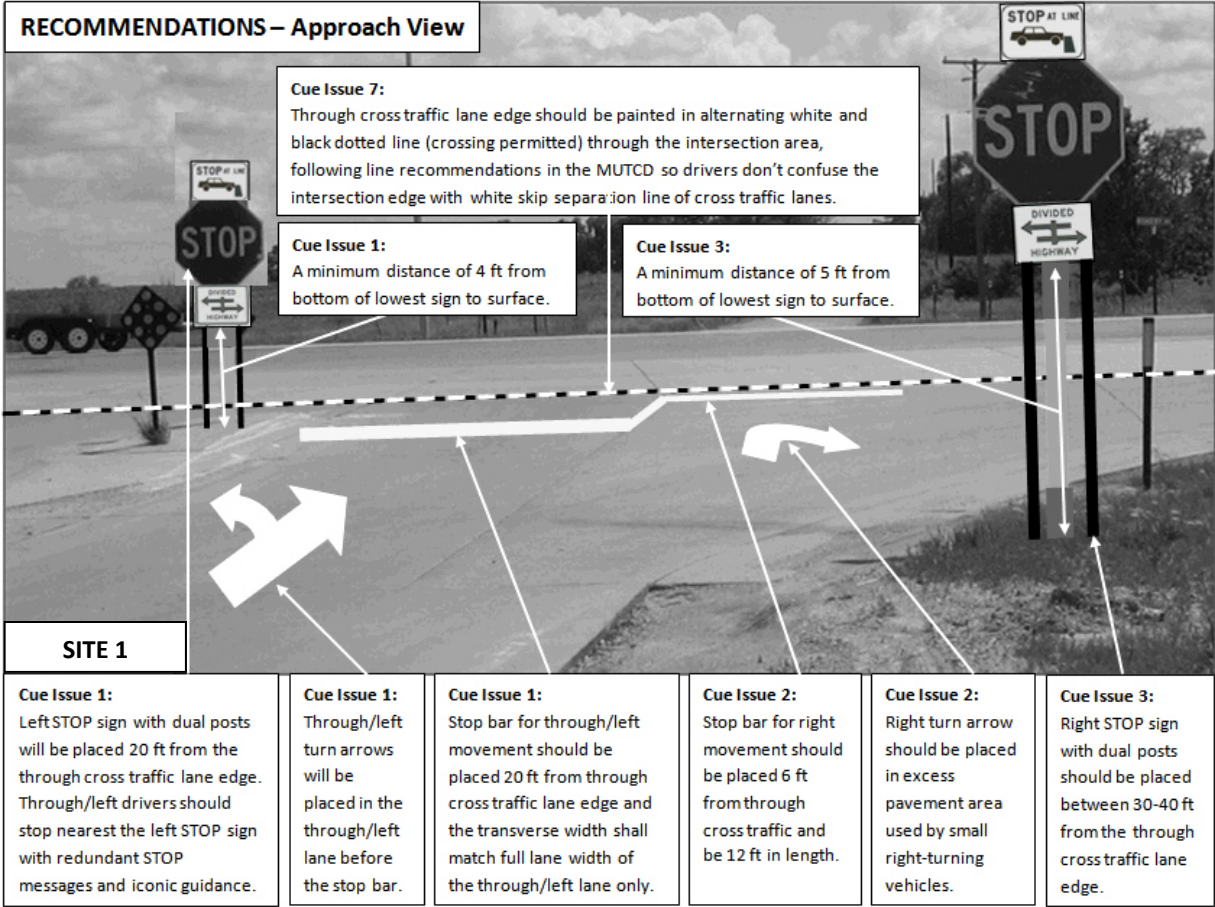 RECOMMENDATIONS – Approach View
STOP AT LINE
STOP
DIVIDED
HIGHWAY
Cue Issue 7:
Through cross traffic lane edge should be painted in alternating white and
black dotted line (crossing permitted) through the intersection area,
following line recommendations in the MUTCD so drivers don't confuse the
intersection edge with white skip separation line of cross traffic lanes.
STOP AT LINE
STOP
DIVIDED
HIGHWAY
Cue Issue 1:
A minimum distance of 4 ft from
bottom of lowest sign to surface.
Cue Issue 3:
A minimum distance of 5 ft from
bottom of lowest sign to surface.
SITE 1
Cue Issue 1:
Left STOP sign with dual posts
will be placed 20 ft from the
through cross traffic lane edge.
Through/left drivers should
stop nearest the left STOP sign
with redundant STOP
messages and iconic guidance.
Cue Issue 1:
Through/left
turn arrows
will be
placed in the
through/left
lane before
the stop bar.
Cue Issue 1:
Stop bar for through/left
movement should be
placed 20 ft from through
cross traffic lane edge and
the transverse width shall
match full lane width of
the through/left lane only.
Cue Issue 2:
Stop bar for right
movement should
be placed 6 ft
from through
cross traffic and
be 12 ft in length.
Cue Issue 2:
Right turn arrow
should be placed
in excess
pavement area
used by small
right-turning
vehicles.
Cue Issue 3:
Right STOP sign
with dual posts
should be placed
between 30-40 ft
from the through
cross traffic lane
edge.